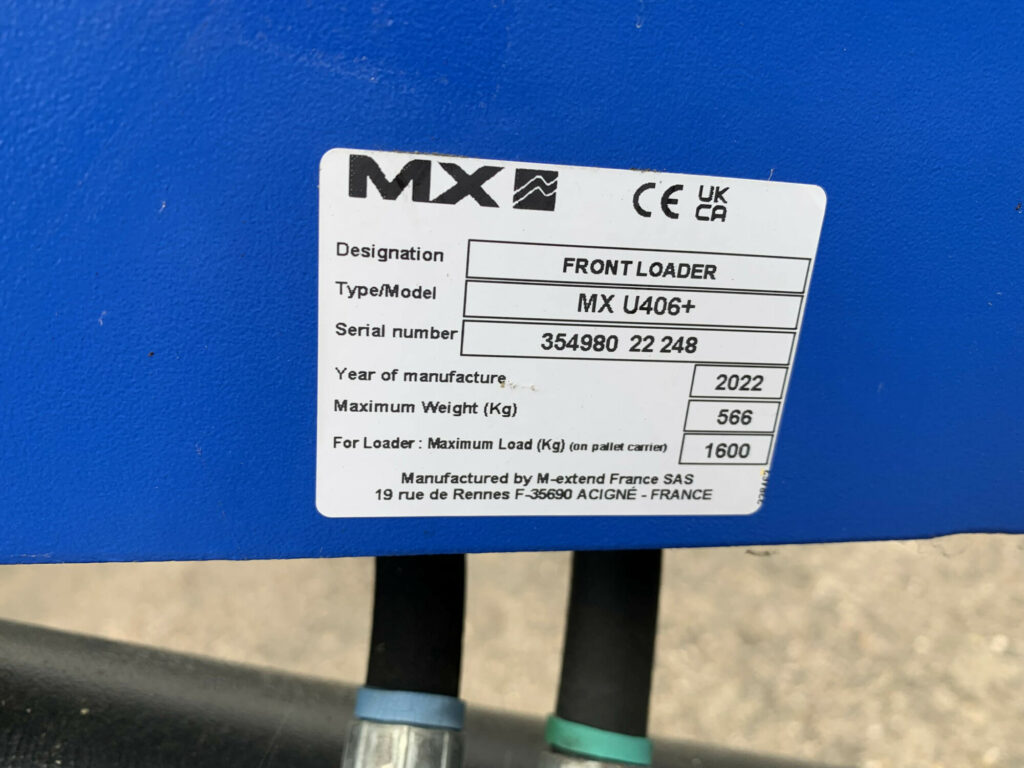 MX
CE UK CA
Designation FRONT LOADER
Type/Model MX U406+
Serial number 354980 22 248
Year of manufacture 2022
Maximum Weight (Kg) 566
For Loader : Maximum Load (Kg) (on pallet carrier) 1600
Manufactured by M-extend France SAS
19 rue de Rennes F-35690 ACIGNÉ - FRANCE